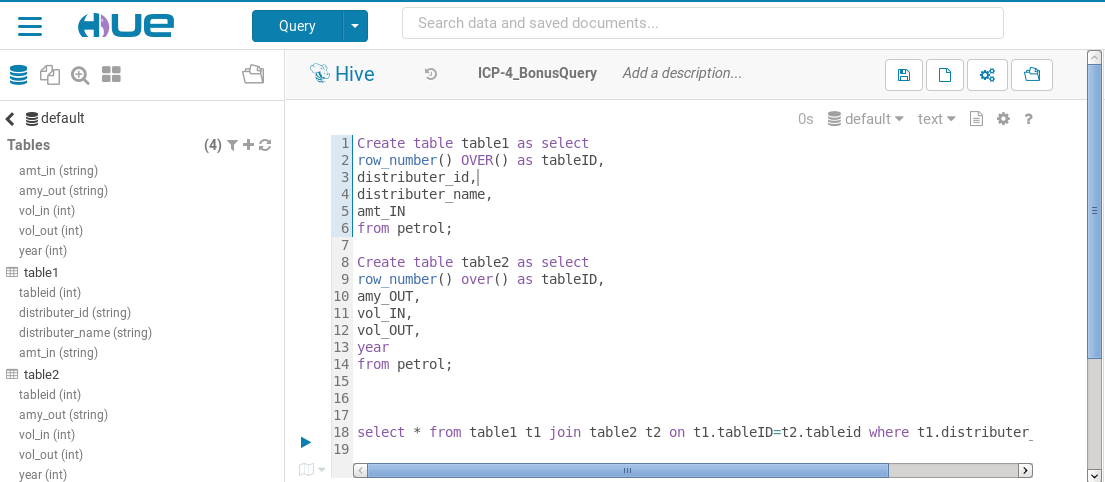 HUE
Query
Search data and saved documents...
Hive
ICP-4_BonusQuery
Add a description...
default
Tables
(4)
amt_in (string)
amy_out (string)
vol_in (int)
vol_out (int)
year (int)
table1
tableid (int)
distributer_id (string)
distributer_name (string)
amt_in (string)
table2
tableid (int)
amy_out (string)
vol_in (int)
vol_out (int)
year (int)
0s
default
text
?
1 Create table table1 as select
2 row_number() OVER() as tableID,
3 distributer_id,
4 distributer_name,
5 amt_IN
6 from petrol;
7
8 Create table table2 as select
9 row_number() over() as tableID,
10 amy_OUT,
11 vol_IN,
12 vol_OUT,
13 year
14 from petrol;
15
16
17
18 select * from table1 t1 join table2 t2 on t1.tableID=t2.tableid where t1.distributer_
19